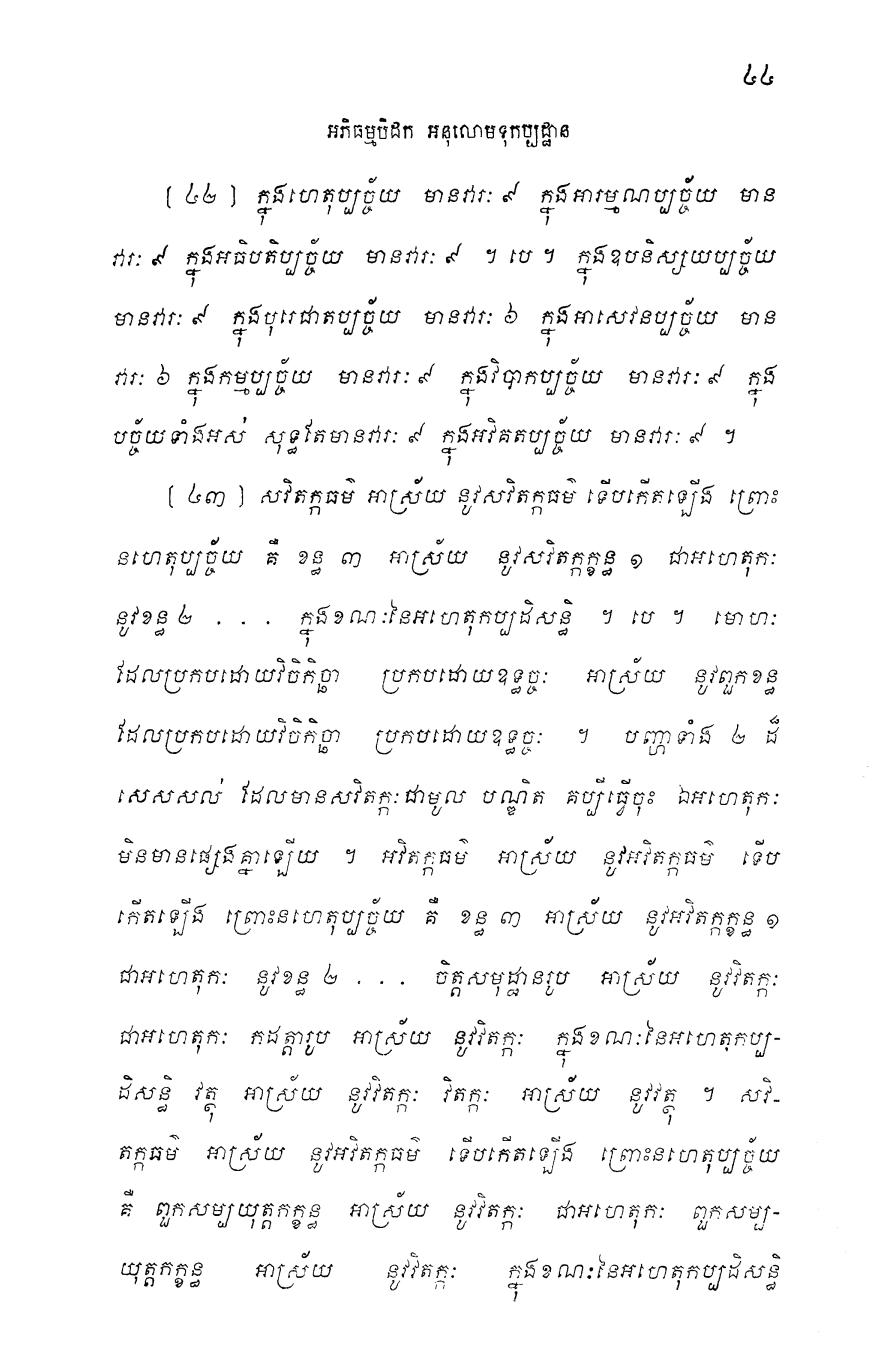 ៤៤
អភិធម្មបិដក អនុលោមទុកប្បដ្ឋាន
[ ៤២ ] ក្នុងហេតុប្បច្ច័យ មានវារៈ ៩ ក្នុងអារម្មណប្បច្ច័យ មាន
វារៈ ៩ ក្នុងអធិបតិប្បច្ច័យ មានវារៈ ៩ ។ បេ ។ ក្នុងឧបនិស្សយប្បច្ច័យ
មានវារៈ ៩ ក្នុងបុរេជាតប្បច្ច័យ មានវារៈ ៦ ក្នុងអាសេវនប្បច្ច័យ មាន
វារៈ ៦ ក្នុងកម្មប្បច្ច័យ មានវារៈ ៩ ក្នុងវិបាកប្បច្ច័យ មានវារៈ ៩ ក្នុង
បច្ច័យទាំងអស់ សុទ្ធតែមានវារៈ ៩ ក្នុងអវិគតប្បច្ច័យ មានវារៈ ៩ ។
[ ៤៣ ] សវិតក្កធម៌ អាស្រ័យ នូវសវិតក្កធម៌ ទើបកើតឡើង ព្រោះ
នហេតុប្បច្ច័យ គឺ ខន្ធ ៣ អាស្រ័យ នូវសវិតក្កក្ខន្ធ ១ ជាអហេតុកៈ
នូវខន្ធ ២ . . . ក្នុងខណៈនៃអហេតុកប្បដិសន្ធិ ។ បេ ។ មោហៈ
ដែលប្រកបដោយវិចិកិច្ឆា ប្រកបដោយឧទ្ធច្ចៈ អាស្រ័យ នូវពួកខន្ធ
ដែលប្រកបដោយវិចិកិច្ឆា ប្រកបដោយឧទ្ធច្ចៈ ។ បញ្ហាទាំង ២ ដ៏
សេសសល់ ដែលមានសវិតក្កៈជាមូល បណ្ឌិត គប្បីធ្វើចុះ ឯអហេតុកៈ
មិនមានផ្សេងគ្នាឡើយ ។ អវិតក្កធម៌ អាស្រ័យ នូវអវិតក្កធម៌ ទើប
កើតឡើង ព្រោះនហេតុប្បច្ច័យ គឺ ខន្ធ ៣ អាស្រ័យ នូវអវិតក្កក្ខន្ធ ១
ជាអហេតុកៈ នូវខន្ធ ២ . . . ចិត្តសមុដ្ឋានរូប អាស្រ័យ នូវវិតក្កៈ
ជាអហេតុកៈ កដត្តារូប អាស្រ័យ នូវវិតក្កៈ ក្នុងខណៈនៃអហេតុកប្ប-
ដិសន្ធិ វត្ថុ អាស្រ័យ នូវវិតក្កៈ វិតក្កៈ អាស្រ័យ នូវវត្ថុ ។ សវិ-
តក្កធម៌ អាស្រ័យ នូវអវិតក្កធម៌ ទើបកើតឡើង ព្រោះនហេតុប្បច្ច័យ
គឺ ពួកសម្បយុត្តកក្ខន្ធ អាស្រ័យ នូវវិតក្កៈ ជាអហេតុកៈ ពួកសម្ប-
យុត្តកក្ខន្ធ អាស្រ័យ នូវវិតក្កៈ ក្នុងខណៈនៃអហេតុកប្បដិសន្ធិ